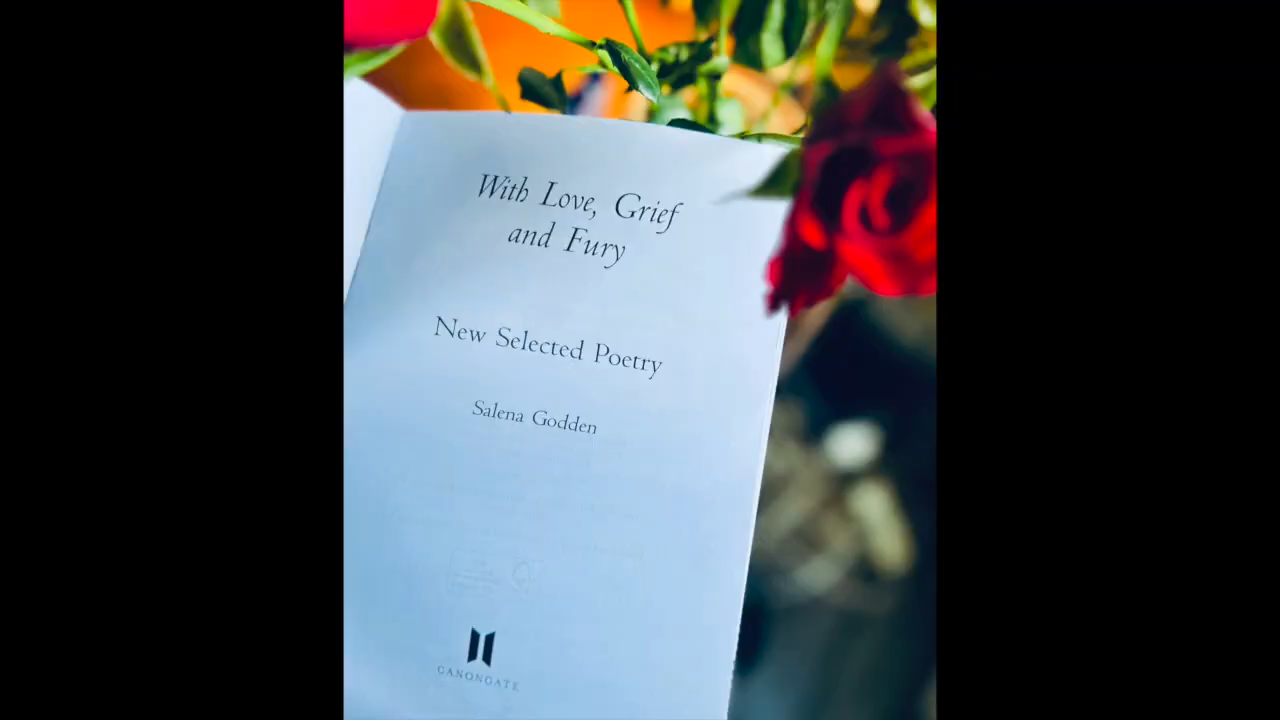 With Love, Grief
and Fury
New Selected Poetry
Salena Godden
CANONGATE